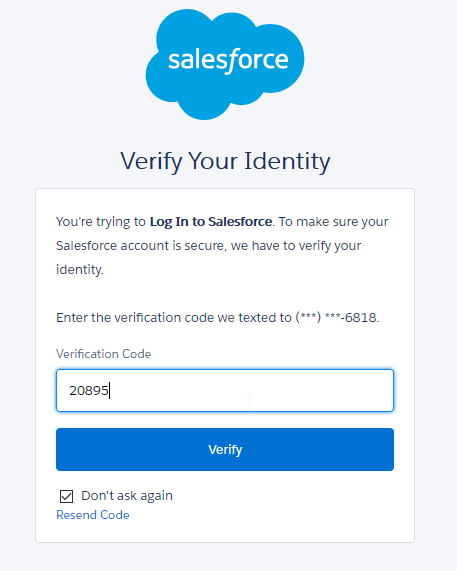 salesforce
Verify Your Identity
You're trying to Log In to Salesforce. To make sure your
Salesforce account is secure, we have to verify your
identity.
Enter the verification code we texted to (***) ***-6818.
Verification Code
20895
Verify
Don't ask again
Resend Code